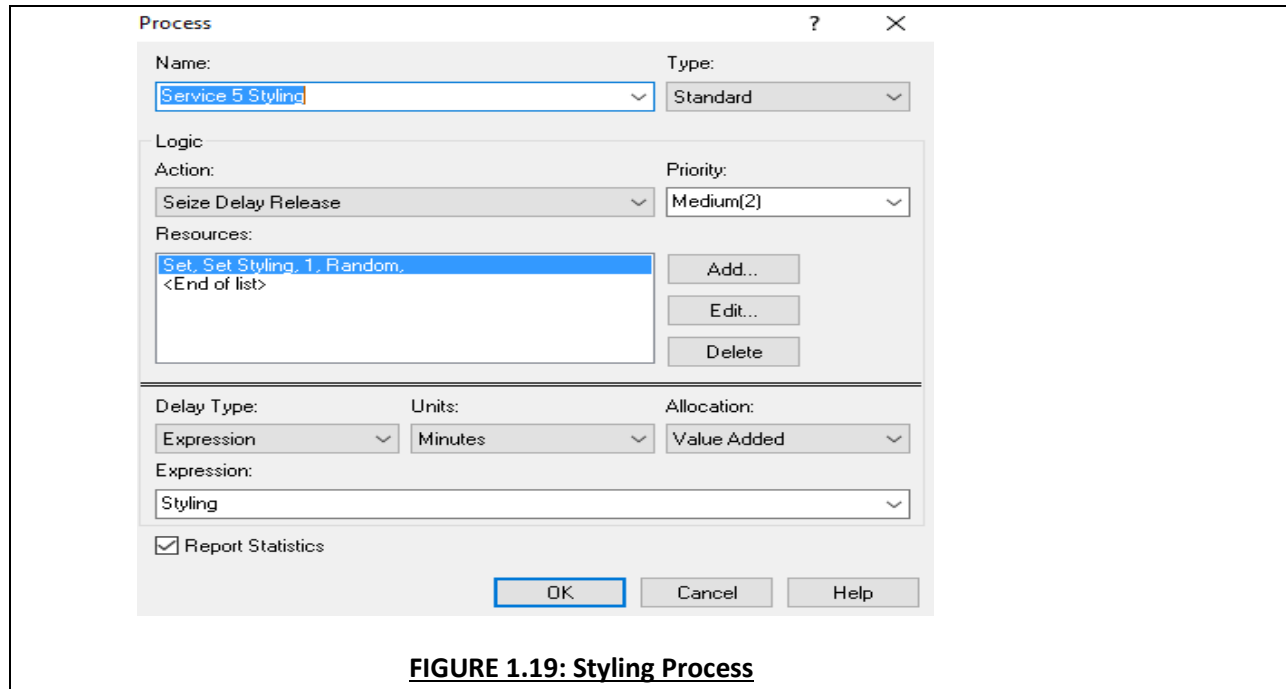 Process ?
Name: Type:
Service 5 Styling Standard
Logic
Action: Priority:
Seize Delay Release Medium(2)
Resources:
Set, Set Styling, 1, Random,
<End of list>
Add...
Edit...
Delete
Delay Type: Units: Allocation:
Expression Minutes Value Added
Expression:
Styling
Report Statistics
OK Cancel Help
FIGURE 1.19: Styling Process